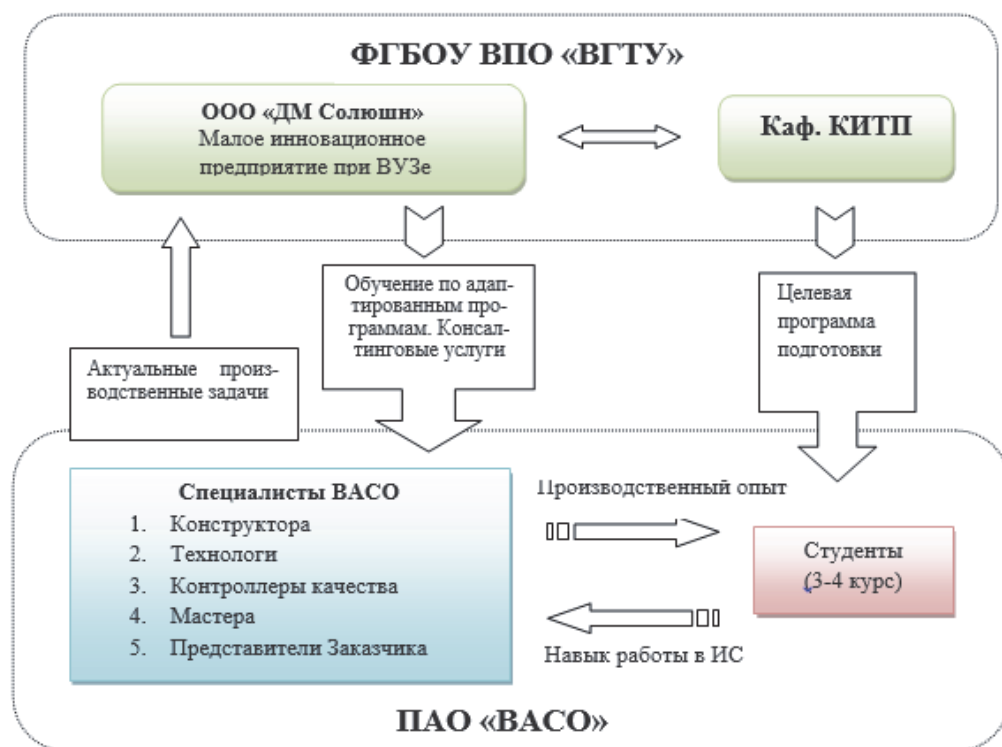 ФГБОУ ВПО «ВГТУ»
ООО «ДМ Солюшн»
Малое инновационное
предприятие при ВУЗе
Каф. КИТП
Обучение по адап-
тированным про-
граммам. Консал-
тинговые услуги
Целевая
программа
подготовки
Актуальные произ-
водственные задачи
Специалисты ВАСО
1. Конструктора
2. Технологи
3. Контроллеры качества
4. Мастера
5. Представители Заказчика
Производственный опыт
Студенты
(3-4 курс)
Навык работы в ИС
ПАО «ВАСО»